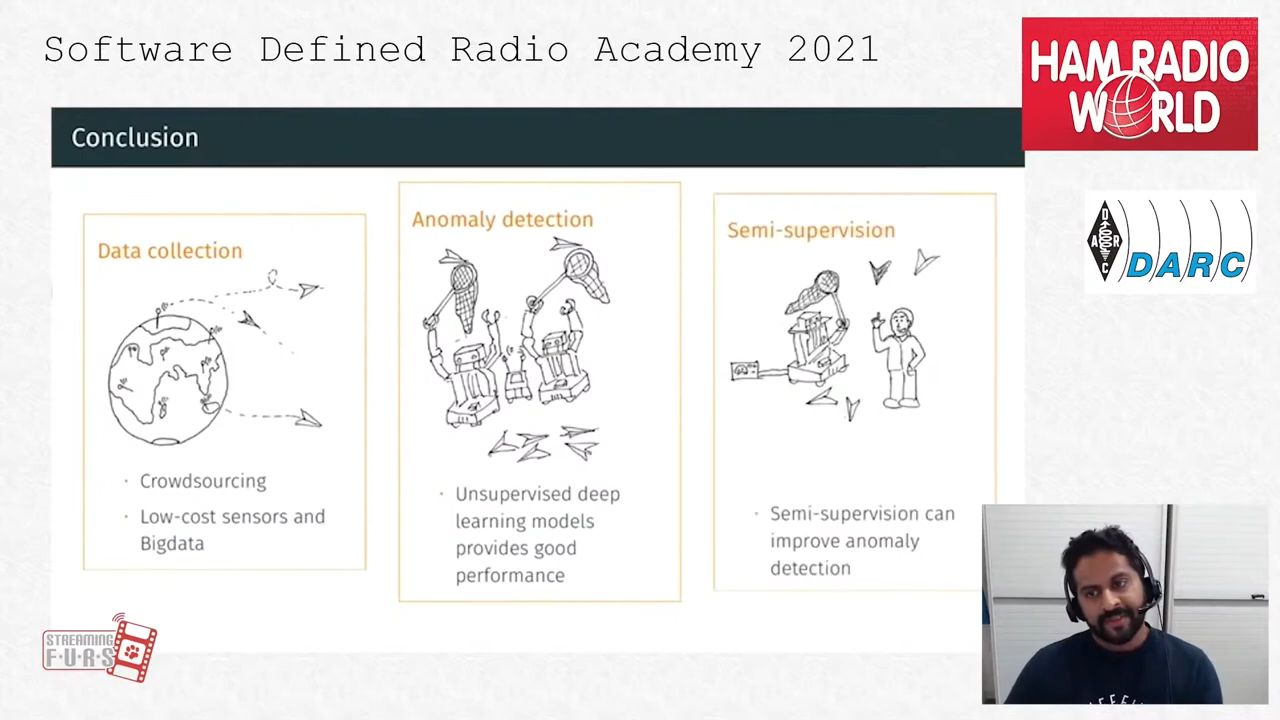 Software Defined Radio Academy 2021
HAM RADIO
WORLD
Conclusion
DARC
D
A R
C
Data collection
Anomaly detection
Semi-supervision
· Crowdsourcing
· Low-cost sensors and
Bigdata
· Unsupervised deep
learning models
provides good
performance
· Semi-supervision can
improve anomaly
detection
STREAMING
F·U·R·S